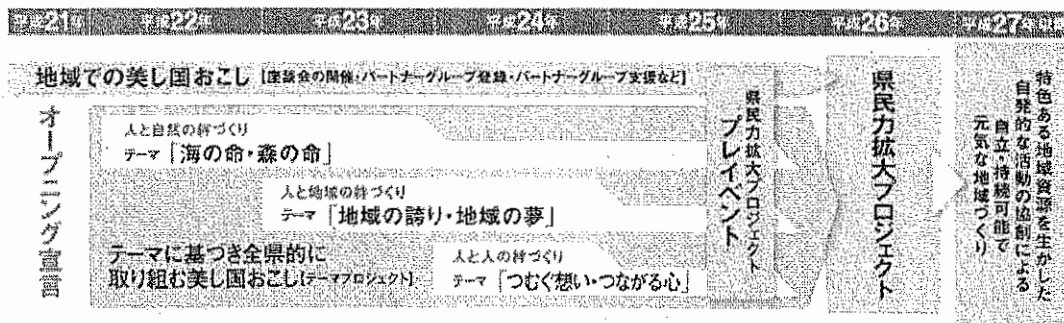 平成21年 平成22年 平成23年 平成24年 平成25年 平成26年 平成27年以降
地域での美し国おこし［座談会の開催・パートナーグループ登録・パートナーグループ支援など］
オープニング宣言
人と自然の絆づくり
テーマ「海の命・森の命」
人と地域の絆づくり
テーマ「地域の誇り・地域の夢」
人と人の絆づくり
テーマ「つむぐ想い・つながる心」
テーマに基づき全県的に
取り組む美し国おこし［テーマプロジェクト］
県民力拡大プロジェクト
プレイベント
県民力拡大プロジェクト
特色ある地域資源を生かした
自発的な活動の協創による
自立・持続可能で
元気な地域づくり